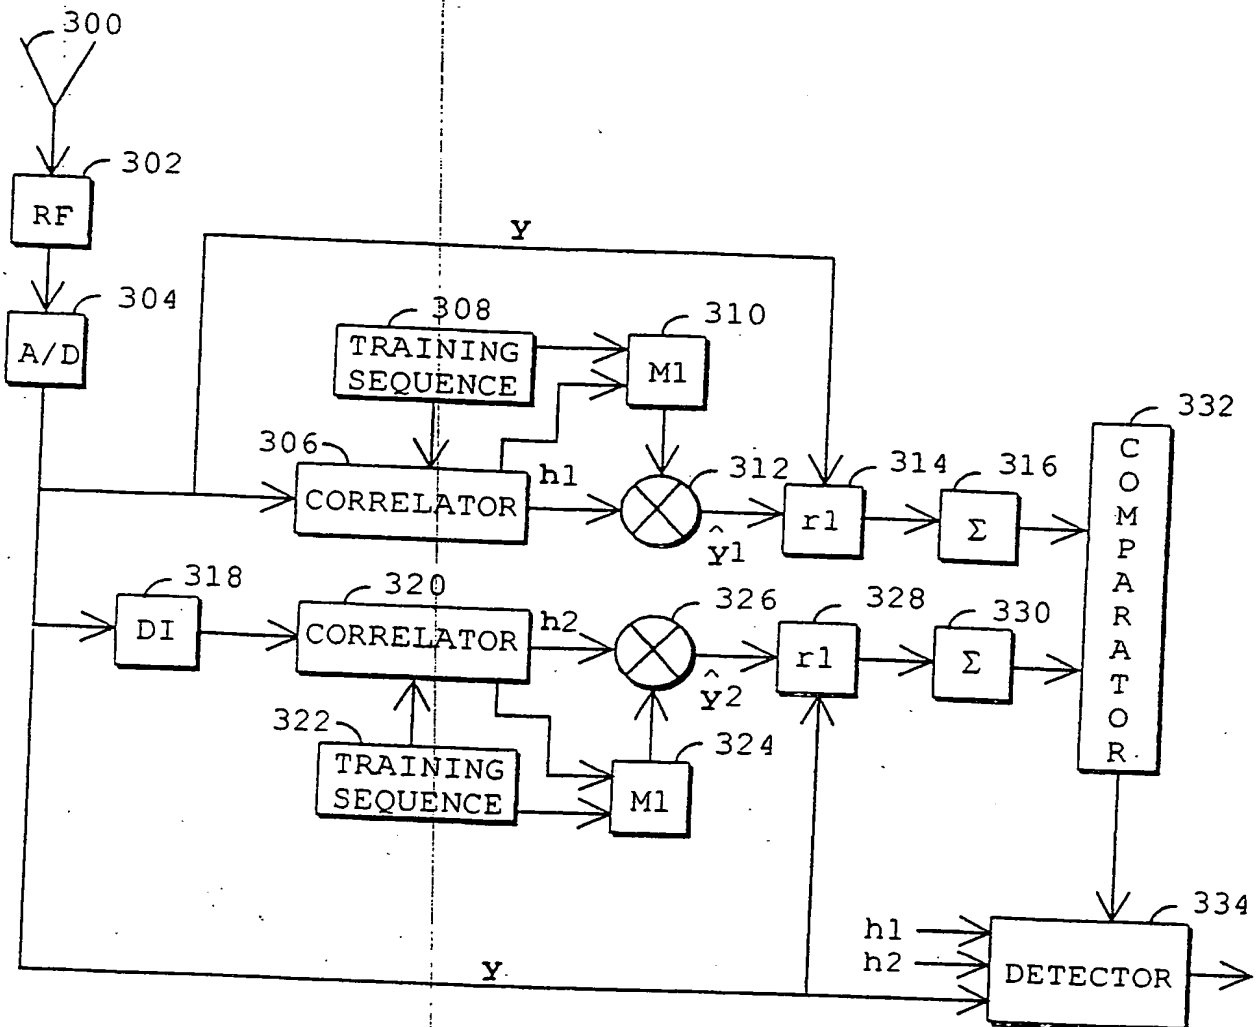 300
302
RF
Y
304
A/D
308
TRAINING
SEQUENCE
310
M1
332
COMPARATOR
306
CORRELATOR
h1
312
ŷ1
314
r1
316
Σ
318
DI
320
CORRELATOR
h2
326
ŷ2
328
r1
330
Σ
322
TRAINING
SEQUENCE
324
M1
334
h1
h2
DETECTOR
Y